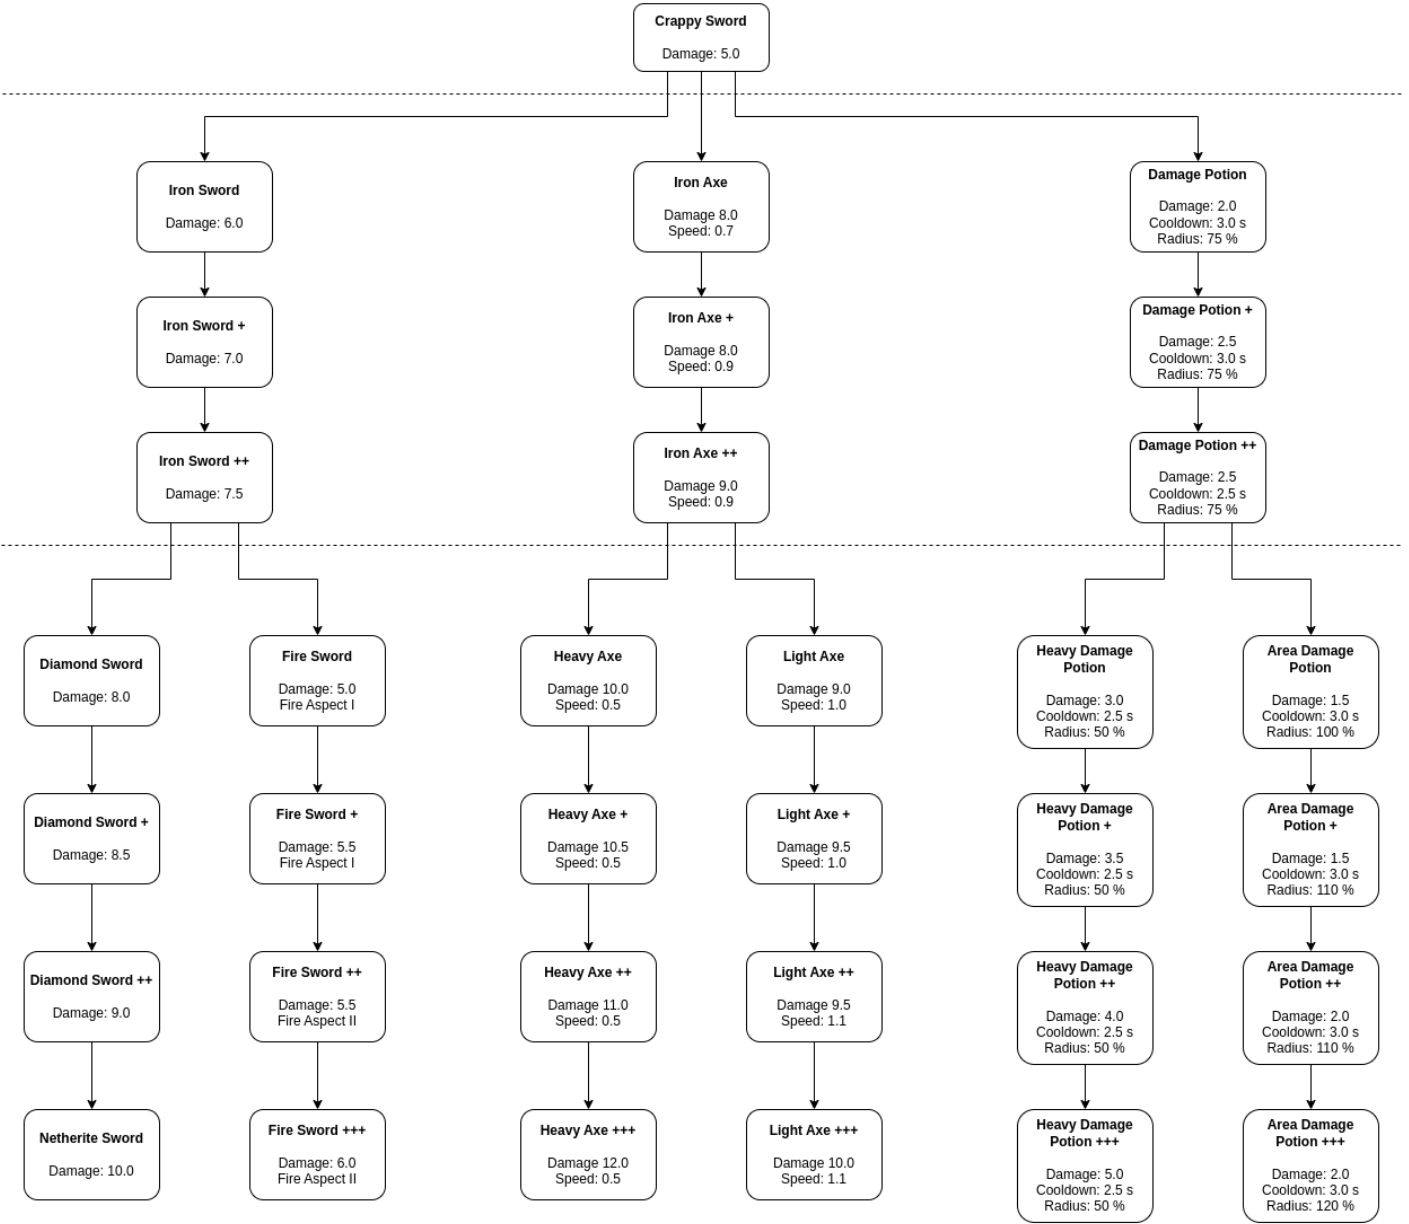 Crappy Sword
Damage: 5.0
Iron Sword
Damage: 6.0
Iron Axe
Damage 8.0
Speed: 0.7
Damage Potion
Damage: 2.0
Cooldown: 3.0 s
Radius: 75 %
Iron Sword +
Damage: 7.0
Iron Axe +
Damage 8.0
Speed: 0.9
Damage Potion +
Damage: 2.5
Cooldown: 3.0 s
Radius: 75 %
Iron Sword ++
Damage: 7.5
Iron Axe ++
Damage 9.0
Speed: 0.9
Damage Potion ++
Damage: 2.5
Cooldown: 2.5 s
Radius: 75 %
Diamond Sword
Damage: 8.0
Fire Sword
Damage: 5.0
Fire Aspect I
Heavy Axe
Damage 10.0
Speed: 0.5
Light Axe
Damage 9.0
Speed: 1.0
Heavy Damage
Potion
Damage: 3.0
Cooldown: 2.5 s
Radius: 50 %
Area Damage
Potion
Damage: 1.5
Cooldown: 3.0 s
Radius: 100 %
Diamond Sword +
Damage: 8.5
Fire Sword +
Damage: 5.5
Fire Aspect I
Heavy Axe +
Damage 10.5
Speed: 0.5
Light Axe +
Damage 9.5
Speed: 1.0
Heavy Damage
Potion +
Damage: 3.5
Cooldown: 2.5 s
Radius: 50 %
Area Damage
Potion +
Damage: 1.5
Cooldown: 3.0 s
Radius: 110 %
Diamond Sword ++
Damage: 9.0
Fire Sword ++
Damage: 5.5
Fire Aspect II
Heavy Axe ++
Damage 11.0
Speed: 0.5
Light Axe ++
Damage 9.5
Speed: 1.1
Heavy Damage
Potion ++
Damage: 4.0
Cooldown: 2.5 s
Radius: 50 %
Area Damage
Potion ++
Damage: 2.0
Cooldown: 3.0 s
Radius: 110 %
Netherite Sword
Damage: 10.0
Fire Sword +++
Damage: 6.0
Fire Aspect II
Heavy Axe +++
Damage 12.0
Speed: 0.5
Light Axe +++
Damage 10.0
Speed: 1.1
Heavy Damage
Potion +++
Damage: 5.0
Cooldown: 2.5 s
Radius: 50 %
Area Damage
Potion +++
Damage: 2.0
Cooldown: 3.0 s
Radius: 120 %